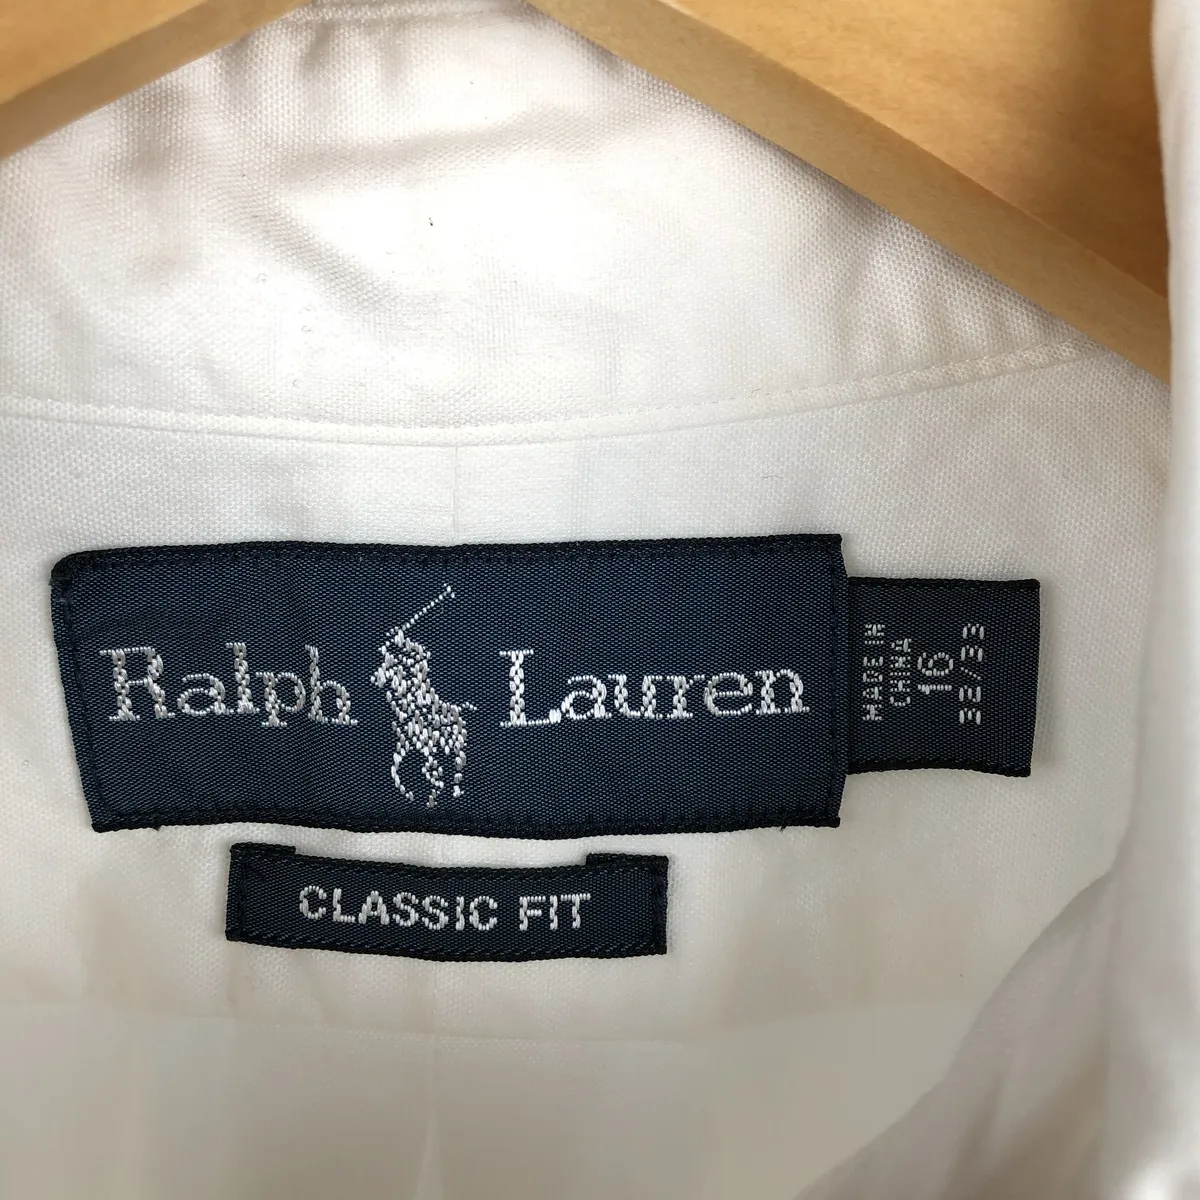 Ralph Lauren
MADE IN
CHINA
16
32/33
CLASSIC FIT